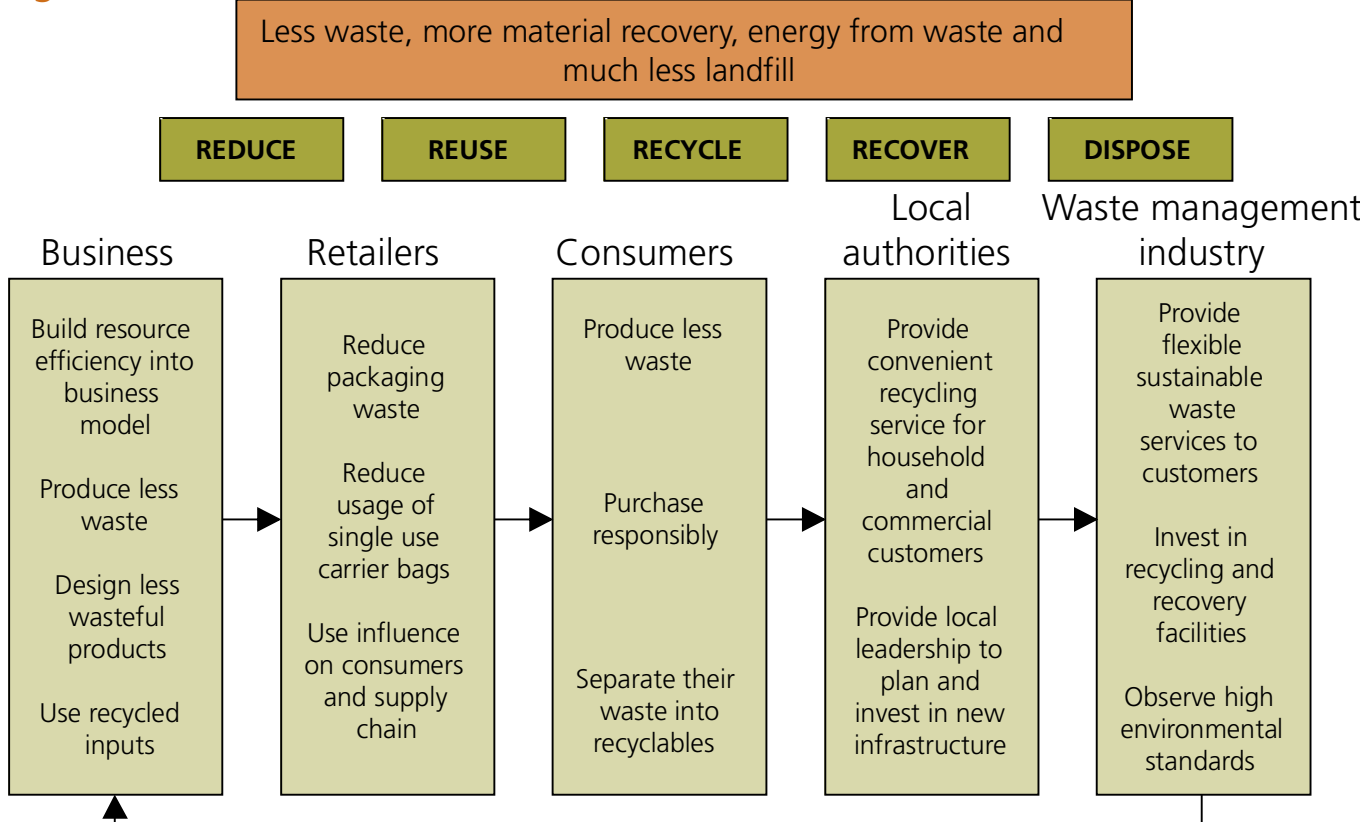 Less waste, more material recovery, energy from waste and
much less landfill
REDUCE
REUSE
RECYCLE
RECOVER
DISPOSE
Business
Build resource
efficiency into
business
model
Produce less
waste
Design less
wasteful
products
Use recycled
inputs
Retailers
Reduce
packaging
waste
Reduce
usage of
single use
carrier bags
Use influence
on consumers
and supply
chain
Consumers
Produce less
waste
Purchase
responsibly
Separate their
waste into
recyclables
Local
authorities
Provide
convenient
recycling
service for
household
and
commercial
customers
Provide local
leadership to
plan and
invest in new
infrastructure
Waste management
industry
Provide
flexible
sustainable
waste
services to
customers
Invest in
recycling and
recovery
facilities
Observe high
environmental
standards